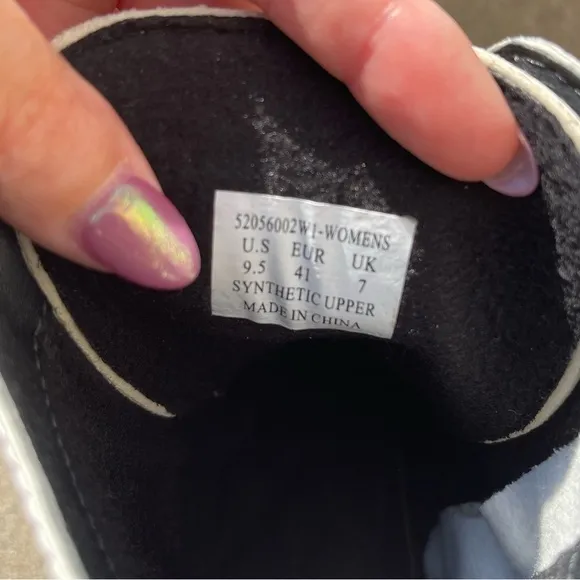 52056002W1-WOMENS
U.S EUR UK
9.5 41 7
SYNTHETIC UPPER
MADE IN CHINA